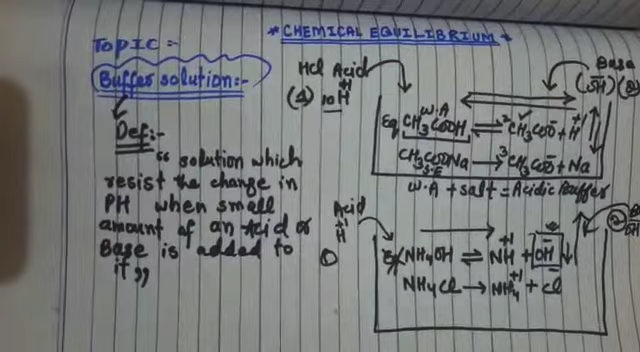 * CHEMICAL EQUILIBRIUM *
Topic :-
Buffer solution:-
Def:-
"solution which
resist the change in
PH when small
amount of an Acid or
Base is added to
it"
HCl Acid
H+
Base
Eq CH3COOH ⇌ CH3COO- + H+
W.A
CH3COONa → CH3COO- + Na
S.E
W.A + salt = Acidic Buffer
Acid
H+
NH4OH ⇌ NH+ + OH-
NH4Cl → NH4+ + Cl-